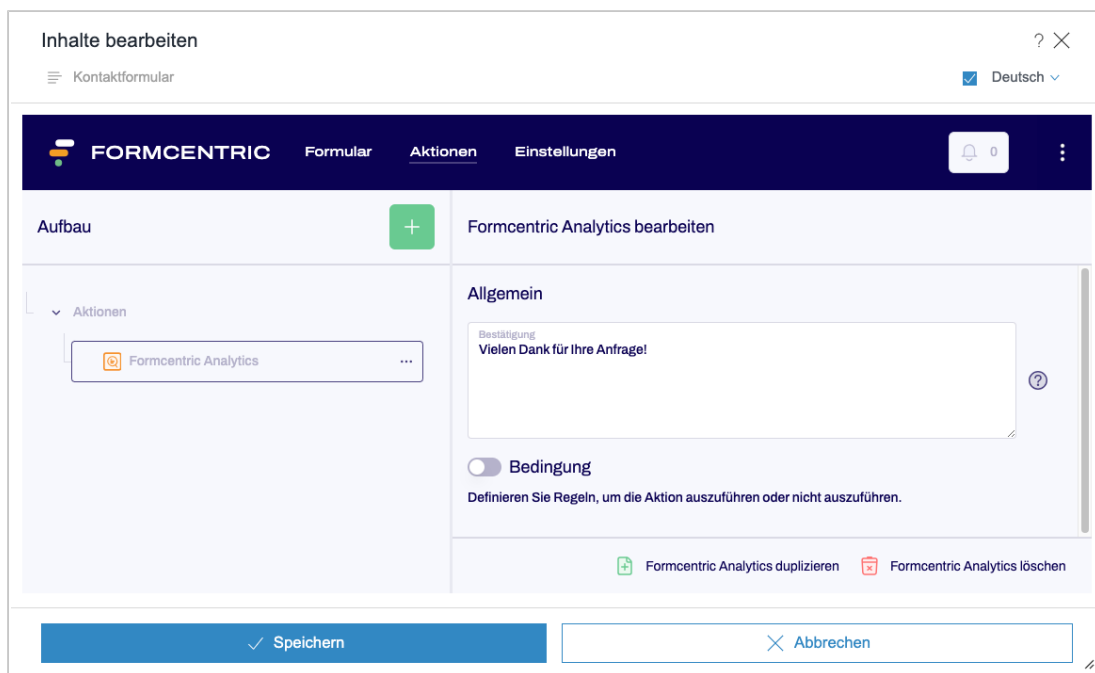 Inhalte bearbeiten
?
Kontaktformular
Deutsch
FORMCENTRIC Formular Aktionen Einstellungen 0
Aufbau
+
Formcentric Analytics bearbeiten
Aktionen
Formcentric Analytics ...
Allgemein
Bestätigung
Vielen Dank für Ihre Anfrage!
?
Bedingung
Definieren Sie Regeln, um die Aktion auszuführen oder nicht auszuführen.
Formcentric Analytics duplizieren Formcentric Analytics löschen
Speichern Abbrechen